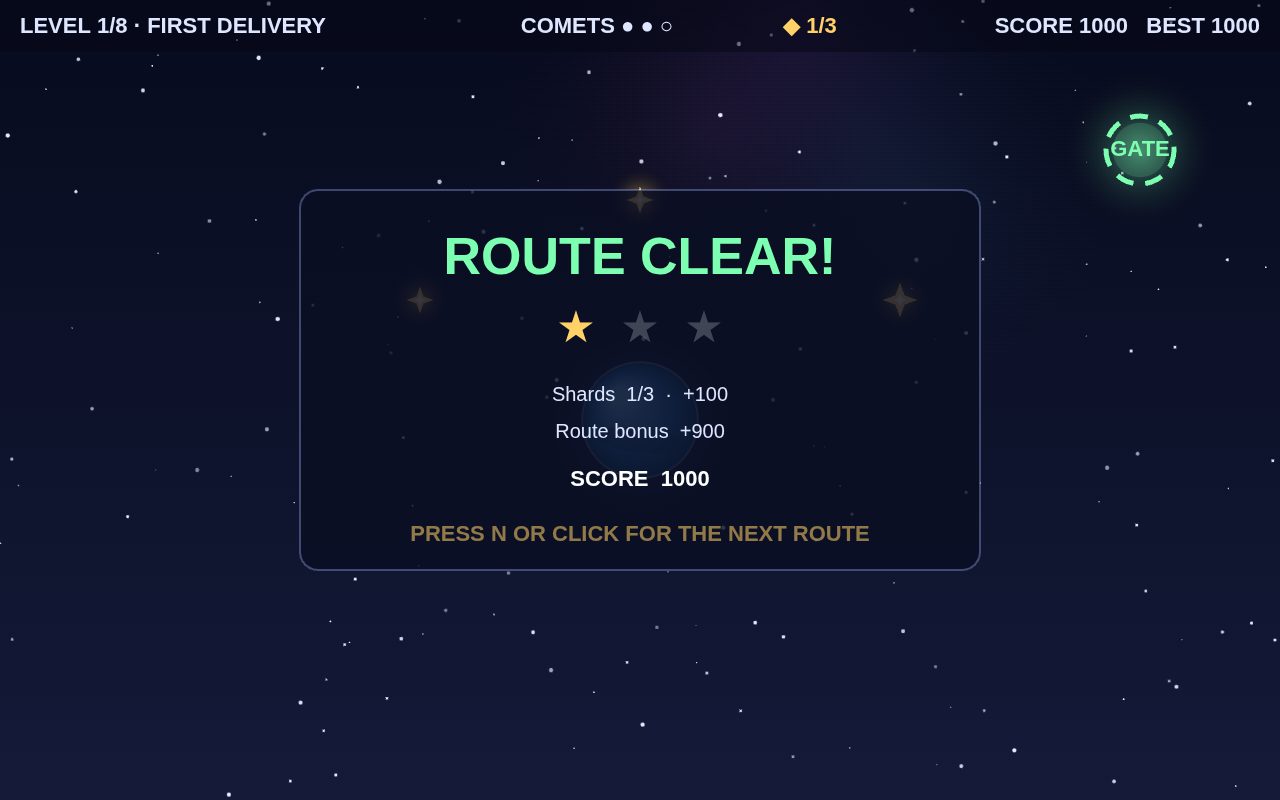 LEVEL 1/8 · FIRST DELIVERY
COMETS ● ● ○
◆ 1/3
SCORE 1000 BEST 1000
GATE
ROUTE CLEAR!
★ ★ ★
Shards 1/3 · +100
Route bonus +900
SCORE 1000
PRESS N OR CLICK FOR THE NEXT ROUTE